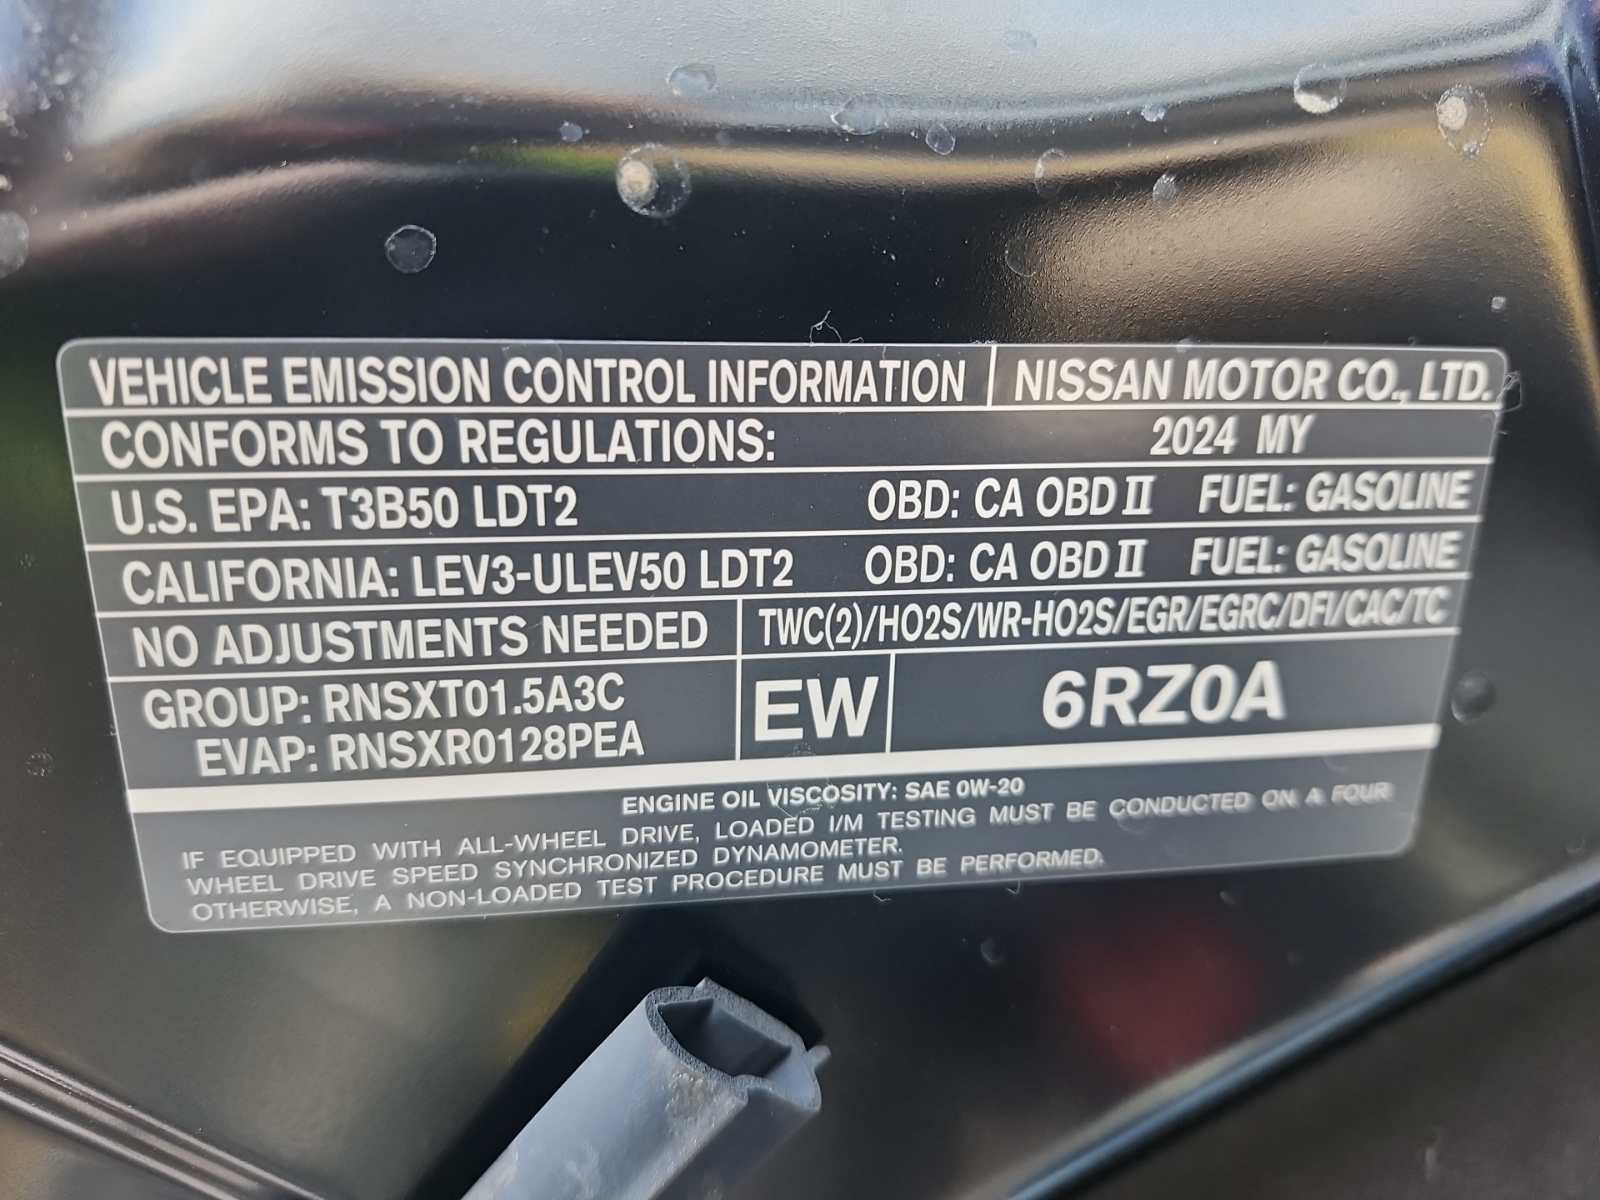 VEHICLE EMISSION CONTROL INFORMATION NISSAN MOTOR CO., LTD.
CONFORMS TO REGULATIONS: 2024 MY
U.S. EPA: T3B50 LDT2 OBD: CA OBD II FUEL: GASOLINE
CALIFORNIA: LEV3-ULEV50 LDT2 OBD: CA OBD II FUEL: GASOLINE
NO ADJUSTMENTS NEEDED TWC(2)/HO2S/WR-HO2S/EGR/EGRC/DFI/CAC/TC
GROUP: RNSXT01.5A3C
EVAP: RNSXR0128PEA
EW 6RZ0A
ENGINE OIL VISCOSITY: SAE 0W-20
IF EQUIPPED WITH ALL-WHEEL DRIVE, LOADED I/M TESTING MUST BE CONDUCTED ON A FOUR
WHEEL DRIVE SPEED SYNCHRONIZED DYNAMOMETER.
OTHERWISE, A NON-LOADED TEST PROCEDURE MUST BE PERFORMED.